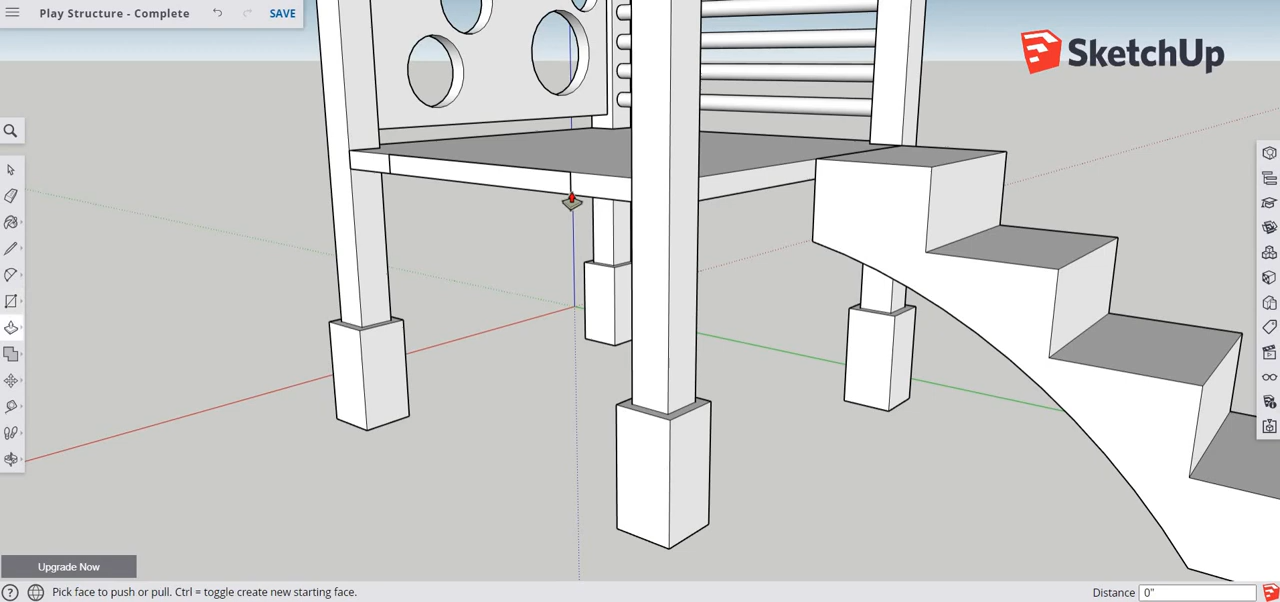 Play Structure - Complete
SAVE
SketchUp
Upgrade Now
Pick face to push or pull. Ctrl = toggle create new starting face.
Distance 0"